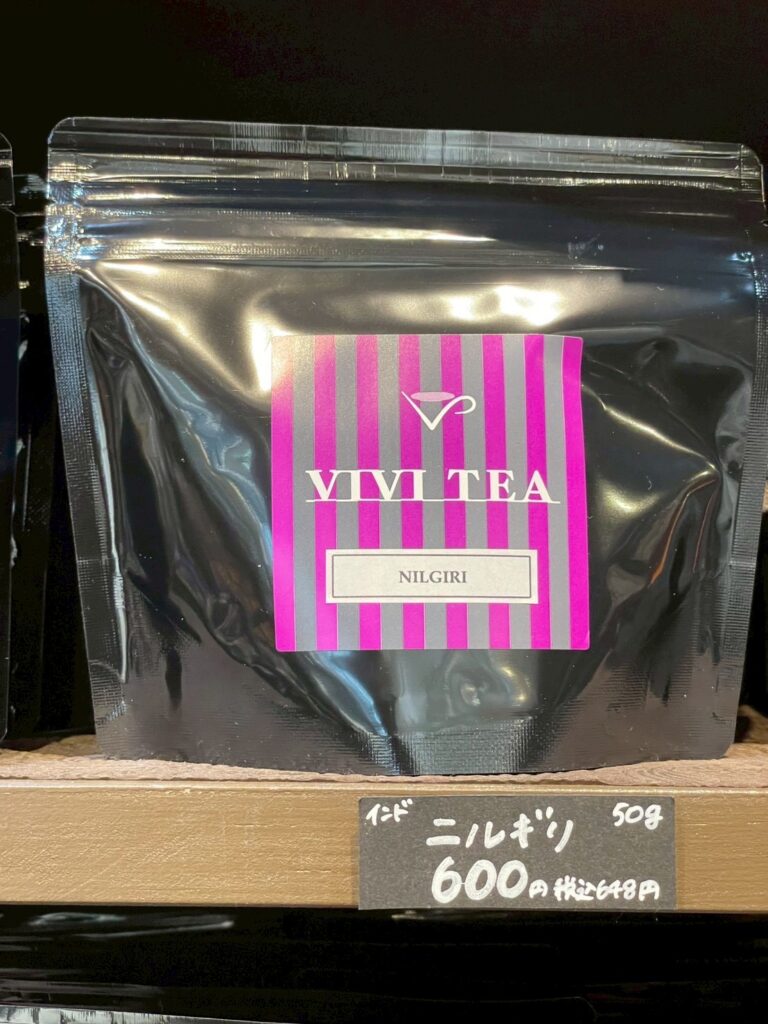 VIVI TEA
NILGIRI
インド
ニルギリ
50g
600円 税込648円